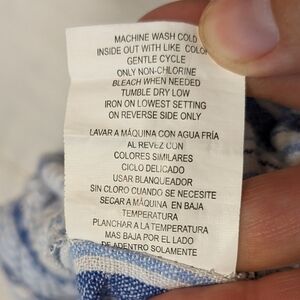 MACHINE WASH COLD
INSIDE OUT WITH LIKE COLOR
GENTLE CYCLE
ONLY NON-CHLORINE
BLEACH WHEN NEEDED
TUMBLE DRY LOW
IRON ON LOWEST SETTING
ON REVERSE SIDE ONLY
LAVAR A MÁQUINA CON AGUA FRÍA
AL REVEZ CON
COLORES SIMILARES
CICLO DELICADO
USAR BLANQUEADOR
SIN CLORO CUANDO SE NECESITE
SECAR A MÁQUINA EN BAJA
TEMPERATURA
PLANCHAR A LA TEMPERATURA
MAS BAJA POR EL LADO
DE ADENTRO SOLAMENTE